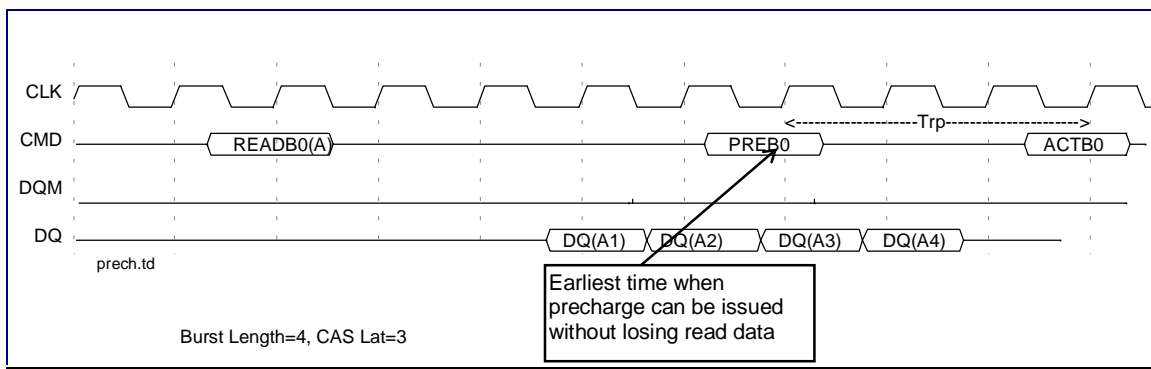 CLK
<---------------------Trp--------------------->
CMD
READB0(A)
PREB0
ACTB0
DQM
DQ
DQ(A1)
DQ(A2)
DQ(A3)
DQ(A4)
prech.td
Earliest time when
precharge can be issued
without losing read data
Burst Length=4, CAS Lat=3